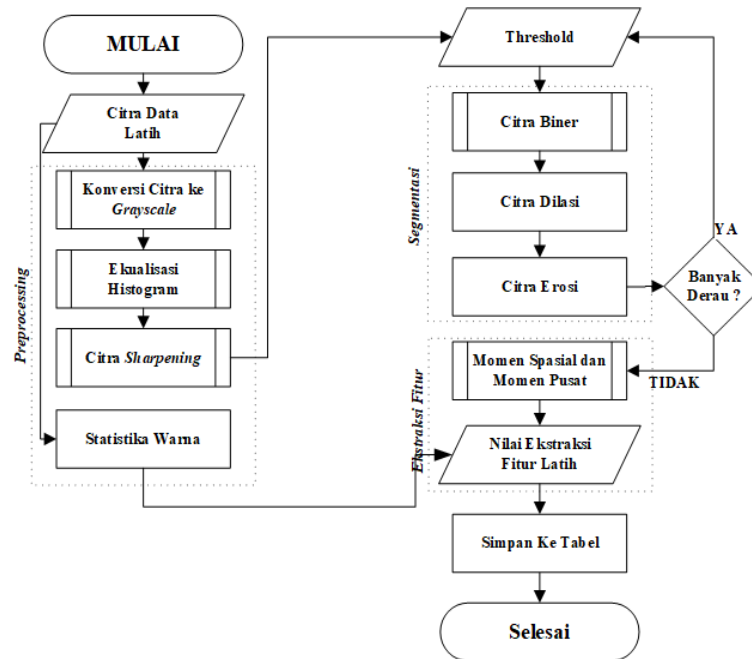 MULAI
Citra Data
Latih
Konversi Citra ke
Grayscale
Ekualisasi
Histogram
Citra Sharpening
Preprocessing
Statistika Warna
Threshold
Citra Biner
Citra Dilasi
Citra Erosi
Segmentasi
YA
Banyak
Derau ?
TIDAK
Momen Spasial dan
Momen Pusat
Nilai Ekstraksi
Fitur Latih
Ekstraksi Fitur
Simpan Ke Tabel
Selesai